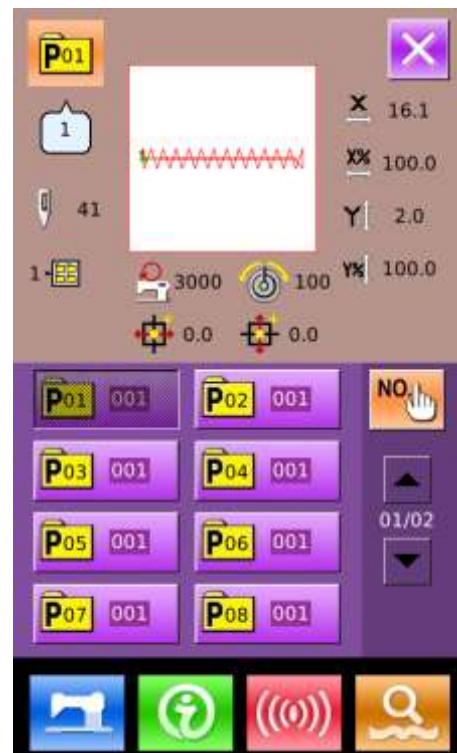 P01
1
X 16.1
X% 100.0
41
Y 2.0
1-
3000 100
Y% 100.0
0.0 0.0
P01 001 P02 001
NO.
P03 001 P04 001
01/02
P05 001 P06 001
P07 001 P08 001